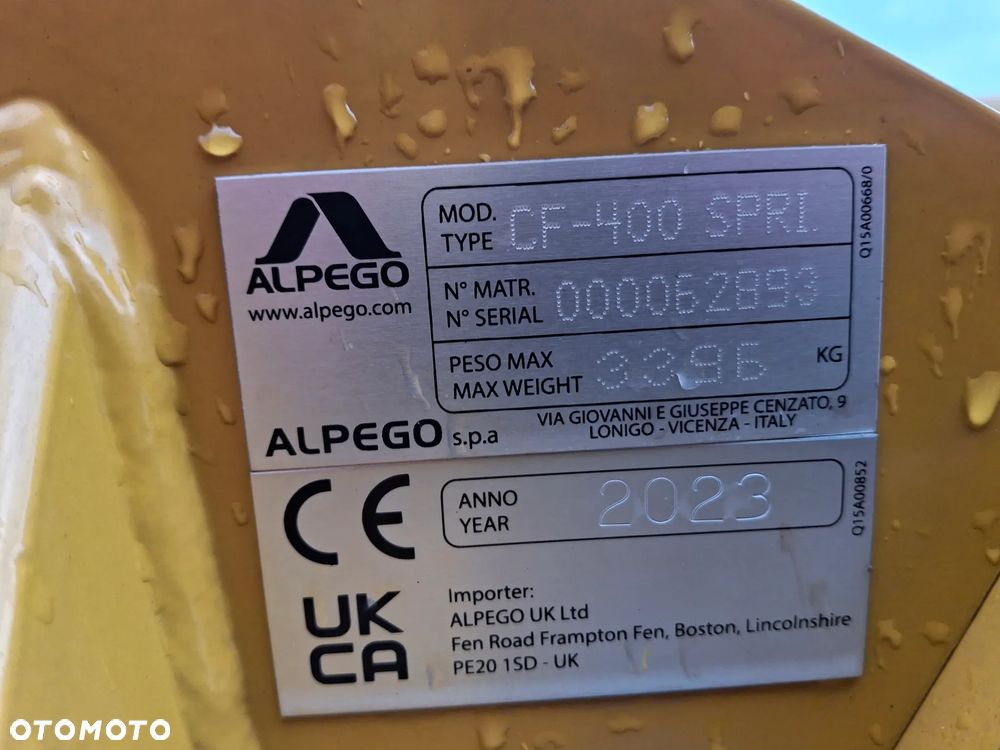 ALPEGO
www.alpego.com
MOD.
TYPE
CF-400 SPRI.
N° MATR.
N° SERIAL
000062893
PESO MAX
MAX WEIGHT
3396
KG
Q15A00668/0
ALPEGO s.p.a
VIA GIOVANNI E GIUSEPPE CENZATO, 9
LONIGO - VICENZA - ITALY
CE
ANNO
YEAR
2023
Q15A00852
UK
CA
Importer:
ALPEGO UK Ltd
Fen Road Frampton Fen, Boston, Lincolnshire
PE20 1SD - UK
OTOMOTO